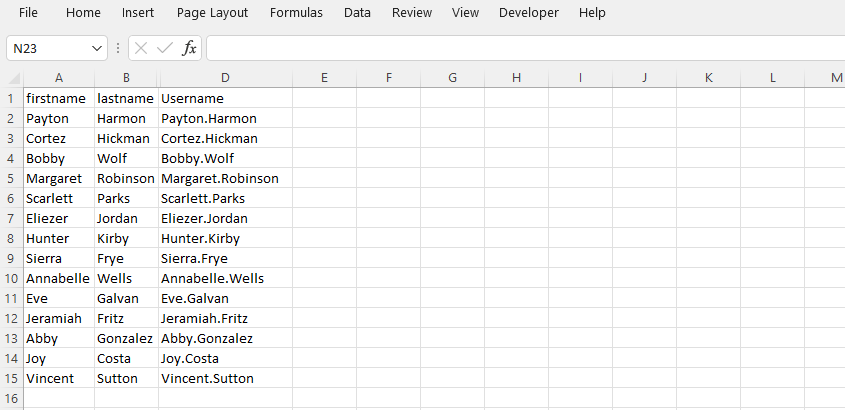 File Home Insert Page Layout Formulas Data Review View Developer Help
N23 fx
A B D E F G H I J K L M
1 firstname lastname Username
2 Payton Harmon Payton.Harmon
3 Cortez Hickman Cortez.Hickman
4 Bobby Wolf Bobby.Wolf
5 Margaret Robinson Margaret.Robinson
6 Scarlett Parks Scarlett.Parks
7 Eliezer Jordan Eliezer.Jordan
8 Hunter Kirby Hunter.Kirby
9 Sierra Frye Sierra.Frye
10 Annabelle Wells Annabelle.Wells
11 Eve Galvan Eve.Galvan
12 Jeramiah Fritz Jeramiah.Fritz
13 Abby Gonzalez Abby.Gonzalez
14 Joy Costa Joy.Costa
15 Vincent Sutton Vincent.Sutton
16